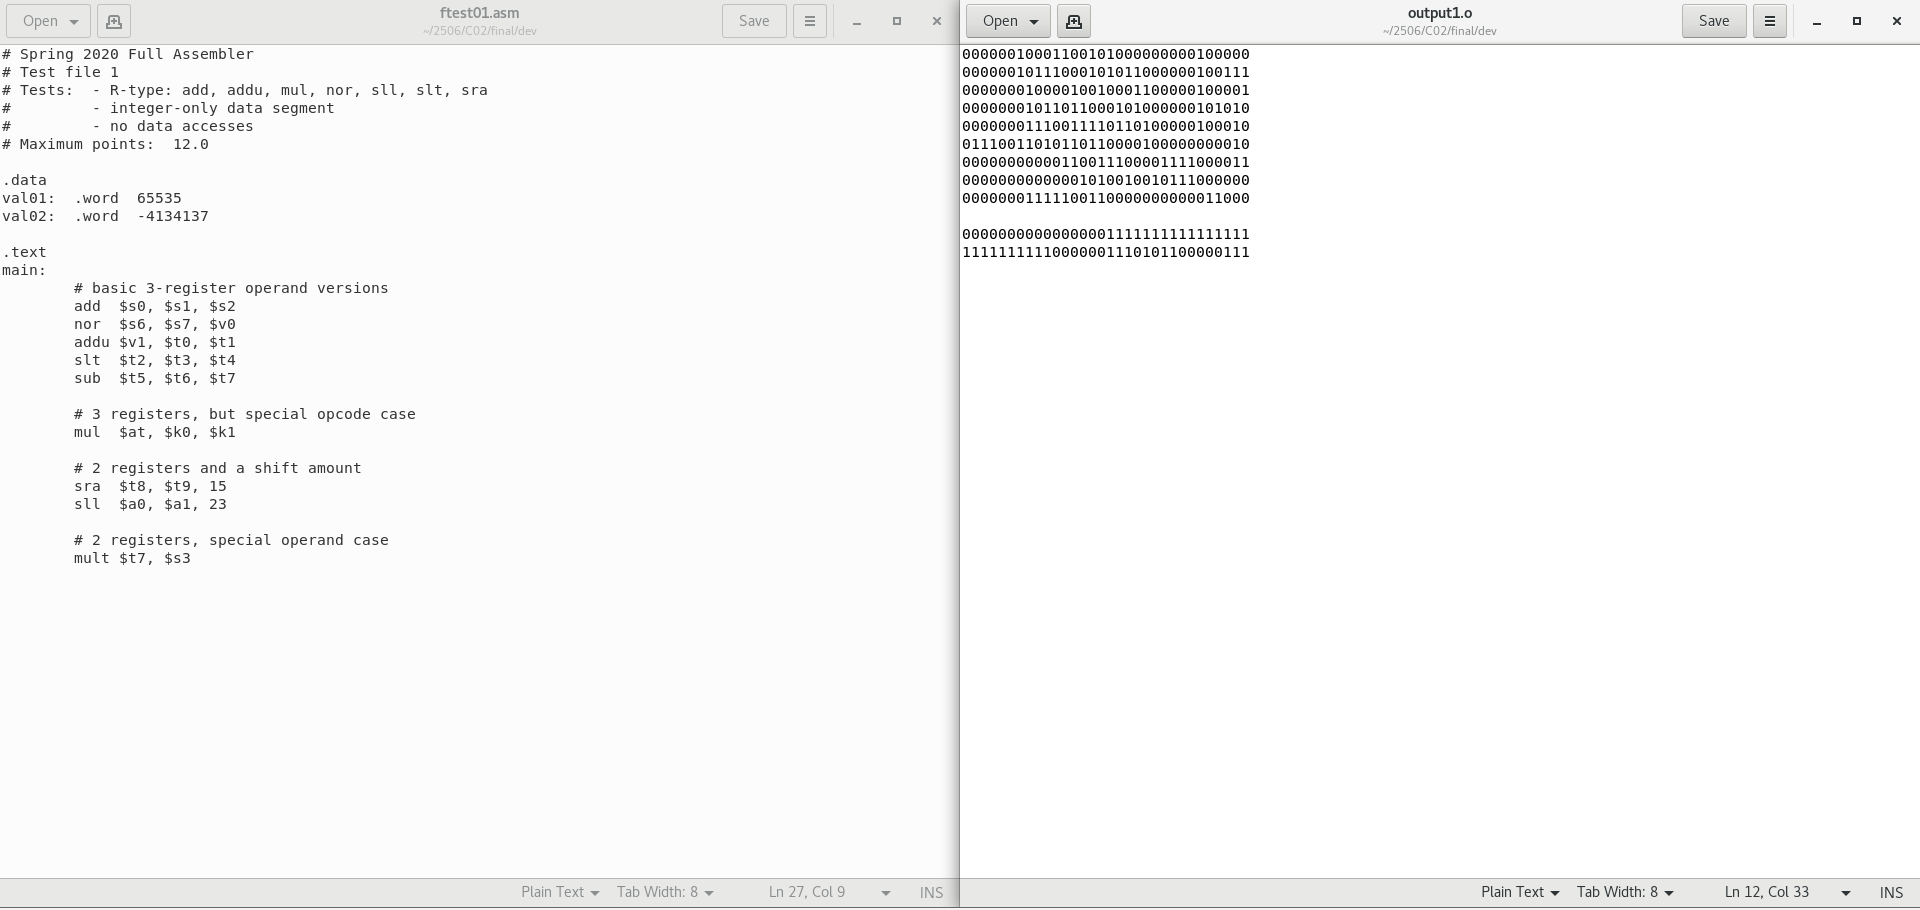 Open
ftest01.asm
~/2506/C02/final/dev
Save
# Spring 2020 Full Assembler
# Test file 1
# Tests:  - R-type: add, addu, mul, nor, sll, slt, sra
#         - integer-only data segment
#         - no data accesses
# Maximum points:  12.0
.data
val01:  .word  65535
val02:  .word  -4134137
.text
main:
        # basic 3-register operand versions
        add  $s0, $s1, $s2
        nor  $s6, $s7, $v0
        addu $v1, $t0, $t1
        slt  $t2, $t3, $t4
        sub  $t5, $t6, $t7
        # 3 registers, but special opcode case
        mul  $at, $k0, $k1
        # 2 registers and a shift amount
        sra  $t8, $t9, 15
        sll  $a0, $a1, 23
        # 2 registers, special operand case
        mult $t7, $s3
Plain Text Tab Width: 8 Ln 27, Col 9 INS
Open
output1.o
~/2506/C02/final/dev
Save
00000010001100101000000000100000
00000010111000101011000000100111
00000001000010010001100000100001
00000001011011000101000000101010
00000001110011110110100000100010
01110011010110110000100000000010
00000000000110011100001111000011
00000000000001010010010111000000
00000001111100110000000000011000
00000000000000001111111111111111
11111111110000001110101100000111
Plain Text Tab Width: 8 Ln 12, Col 33 INS